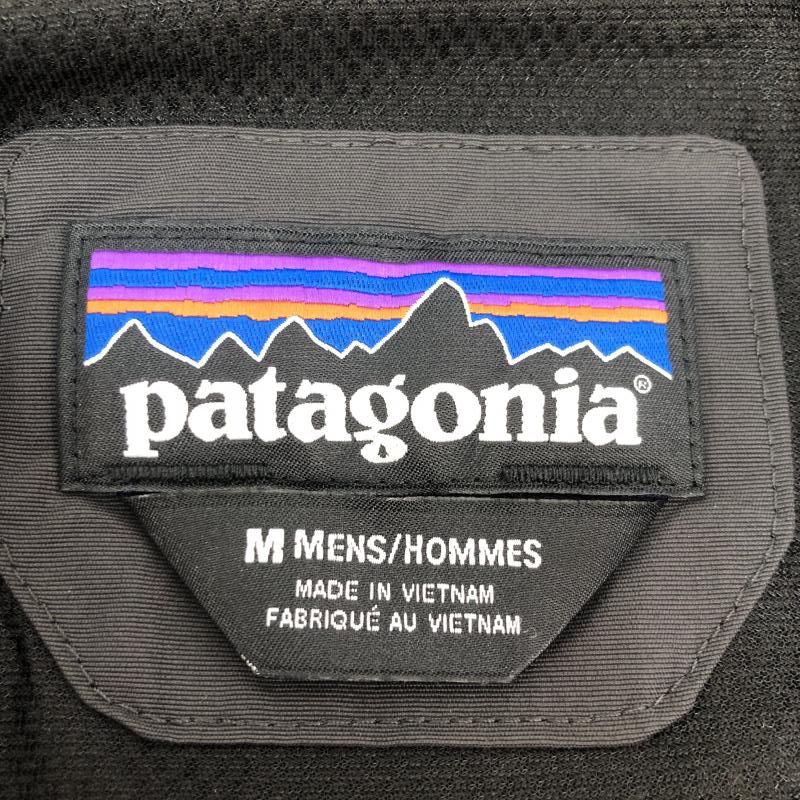 patagonia®
M MENS/HOMMES
MADE IN VIETNAM
FABRIQUÉ AU VIETNAM